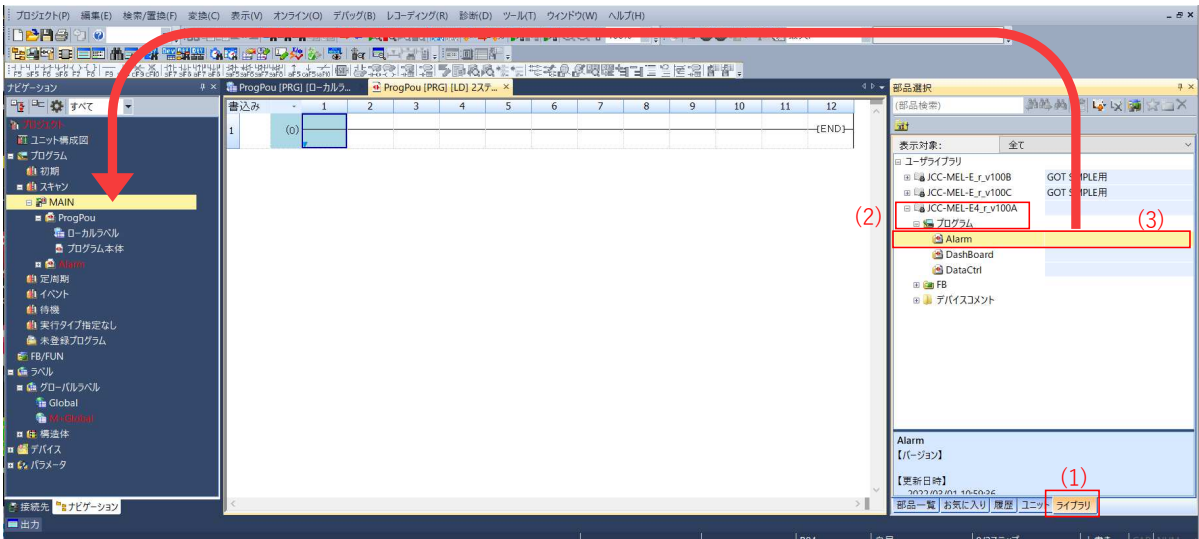 プロジェクト(P) 編集(E) 検索/置換(F) 変換(C) 表示(V) オンライン(O) デバッグ(B) レコーディング(R) 診断(D) ツール(T) ウィンドウ(W) ヘルプ(H)
ナビゲーション
すべて
プロジェクト
ユニット構成図
プログラム
初期
スキャン
MAIN
ProgPou
ローカルラベル
プログラム本体
Alarm
定周期
イベント
待機
実行タイプ指定なし
未登録プログラム
FB/FUN
ラベル
グローバルラベル
Global
M+Global
構造体
デバイス
パラメータ
接続先 ナビゲーション
出力
ProgPou [PRG] [ローカルラ...
ProgPou [PRG] [LD] 2ステ...
書込み 1 2 3 4 5 6 7 8 9 10 11 12
1 (0) [END]
部品選択
(部品検索)
表示対象: 全て
ユーザライブラリ
JCC-MEL-E_r_v100B GOT SIMPLE用
JCC-MEL-E_r_v100C GOT SIMPLE用
JCC-MEL-E4_r_v100A
(2)
プログラム
(3)
Alarm
DashBoard
DataCtrl
FB
デバイスコメント
Alarm
【バージョン】
【更新日時】
2022/03/01 10:59:36
(1)
部品一覧 お気に入り 履歴 ユニット ライブラリ